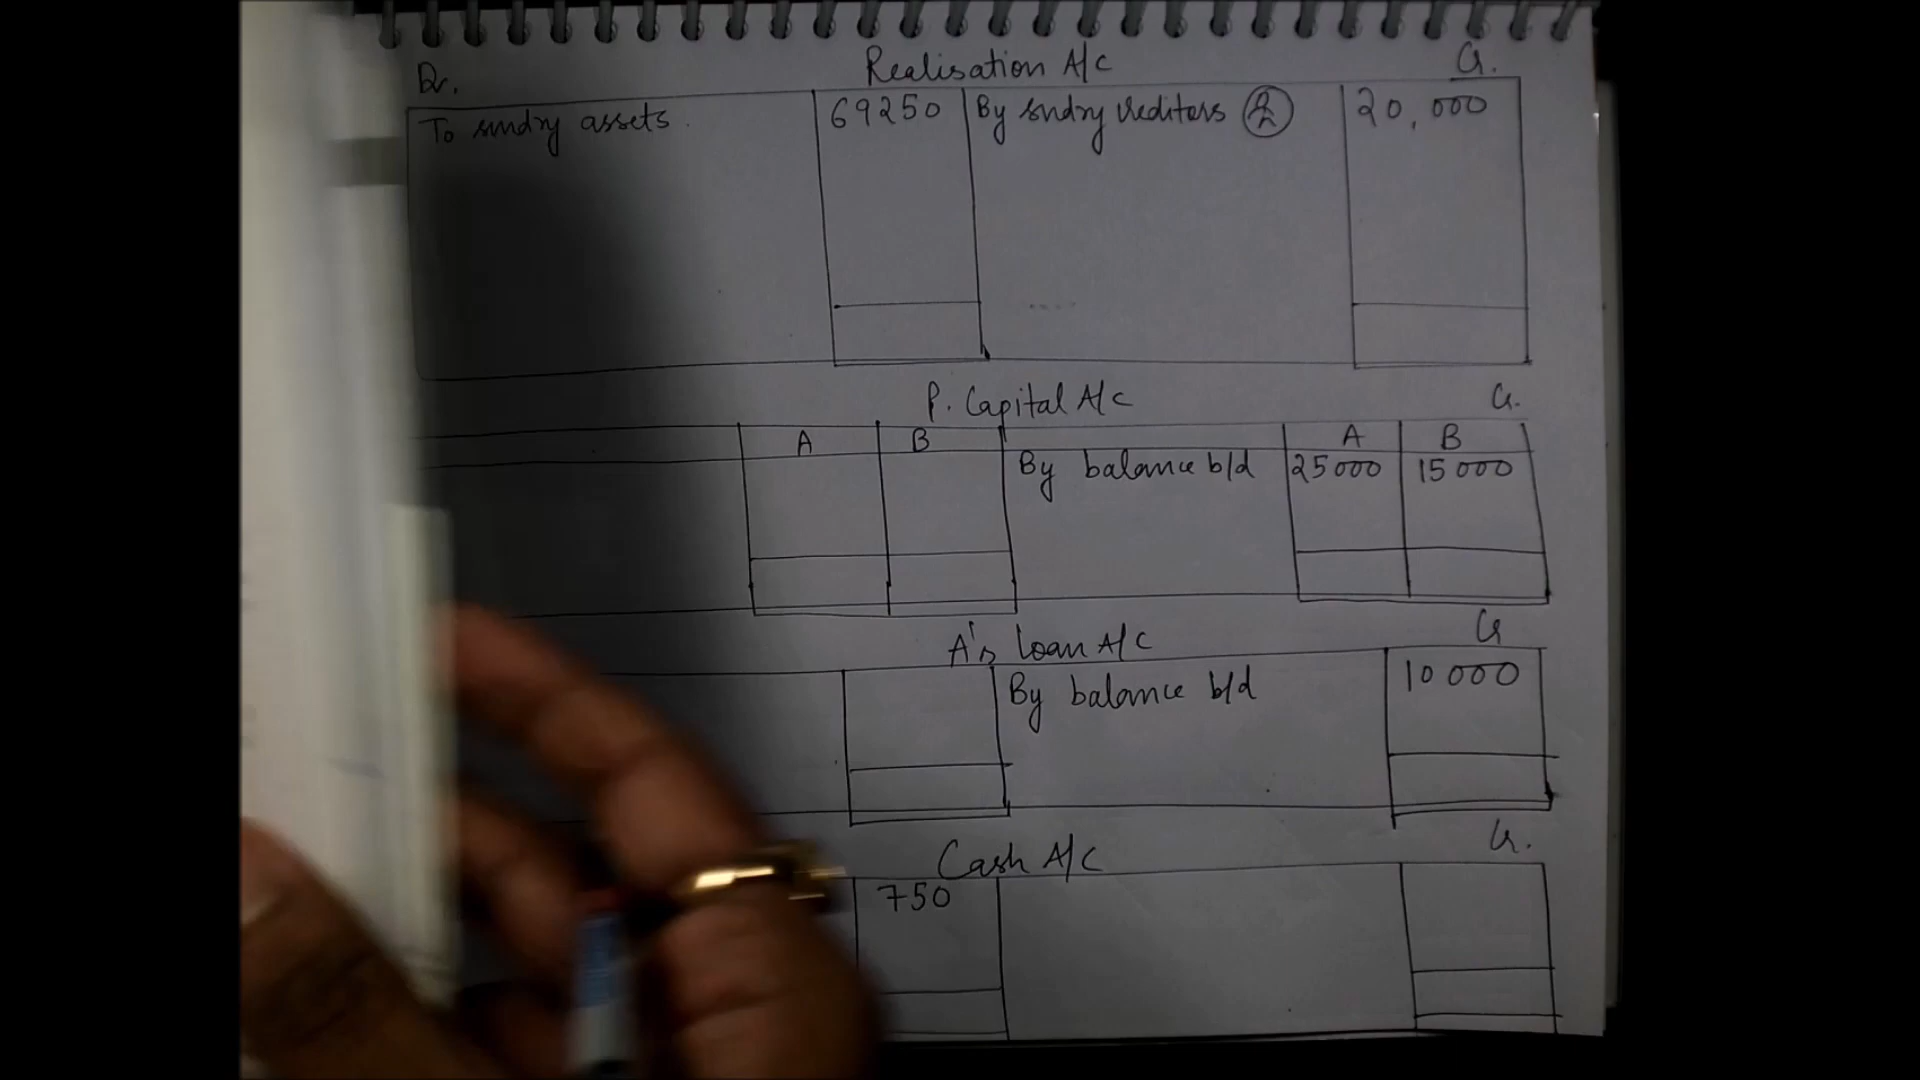 Realisation A/c
Dr. Cr.
To sundry assets. 69250 By sndry creditors 20,000
P. Capital A/c Cr.
A B A B
By balance b/d 25000 15000
A's loan A/c Cr
By balance b/d 10000
Cash A/c Cr.
750